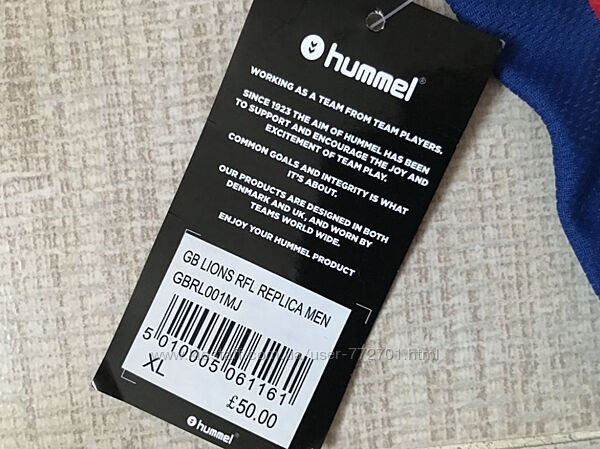 hummel®
WORKING AS A TEAM FROM TEAM PLAYERS.
SINCE 1923 THE AIM OF HUMMEL HAS BEEN
TO SUPPORT AND ENCOURAGE THE JOY AND
EXCITEMENT OF TEAM PLAY.
COMMON GOALS AND INTEGRITY IS WHAT
IT'S ABOUT.
OUR PRODUCTS ARE DESIGNED IN BOTH
DENMARK AND UK, AND WORN BY
TEAMS WORLD WIDE.
ENJOY YOUR HUMMEL PRODUCT
GB LIONS RFL REPLICA MEN
GBRL001MJ
5 010005 061161
XL
£50.00
hummel